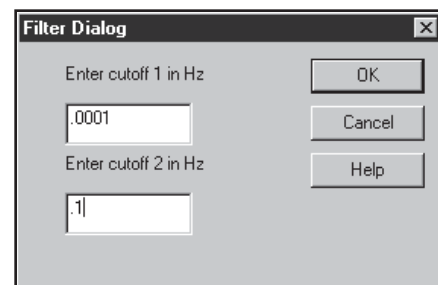 Filter Dialog
Enter cutoff 1 in Hz
.0001
Enter cutoff 2 in Hz
.1
OK
Cancel
Help